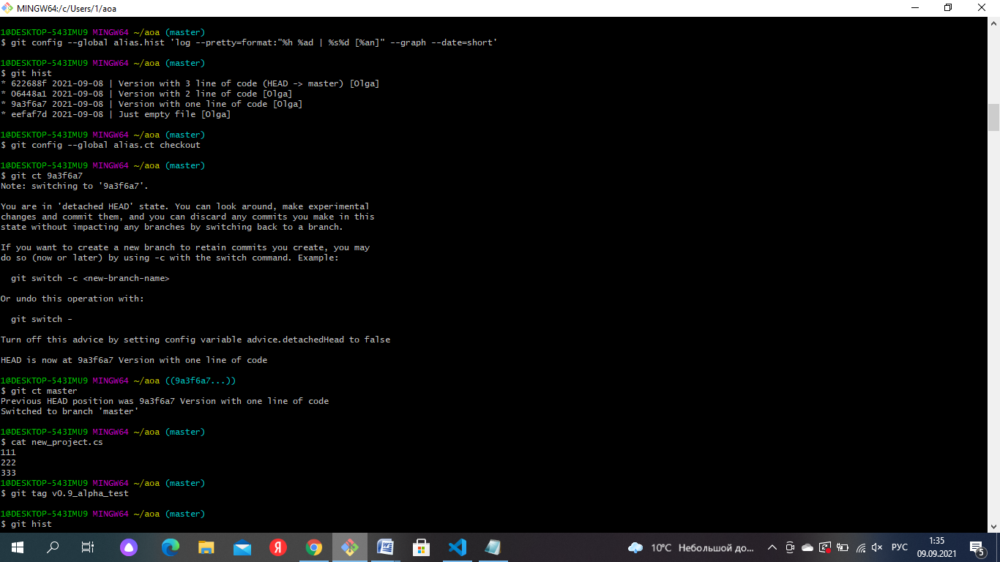 MINGW64:/c/Users/1/aoa
1@DESKTOP-543IMU9 MINGW64 ~/aoa (master)
$ git config --global alias.hist 'log --pretty=format:"%h %ad | %s%d [%an]" --graph --date=short'
1@DESKTOP-543IMU9 MINGW64 ~/aoa (master)
$ git hist
* 622688f 2021-09-08 | Version with 3 line of code (HEAD -> master) [Olga]
* 06448a1 2021-09-08 | Version with 2 line of code [Olga]
* 9a3f6a7 2021-09-08 | Version with one line of code [Olga]
* eefaf7d 2021-09-08 | Just empty file [Olga]
1@DESKTOP-543IMU9 MINGW64 ~/aoa (master)
$ git config --global alias.ct checkout
1@DESKTOP-543IMU9 MINGW64 ~/aoa (master)
$ git ct 9a3f6a7
Note: switching to '9a3f6a7'.
You are in 'detached HEAD' state. You can look around, make experimental
changes and commit them, and you can discard any commits you make in this
state without impacting any branches by switching back to a branch.
If you want to create a new branch to retain commits you create, you may
do so (now or later) by using -c with the switch command. Example:
git switch -c <new-branch-name>
Or undo this operation with:
git switch -
Turn off this advice by setting config variable advice.detachedHead to false
HEAD is now at 9a3f6a7 Version with one line of code
1@DESKTOP-543IMU9 MINGW64 ~/aoa ((9a3f6a7...))
$ git ct master
Previous HEAD position was 9a3f6a7 Version with one line of code
Switched to branch 'master'
1@DESKTOP-543IMU9 MINGW64 ~/aoa (master)
$ cat new_project.cs
111
222
333
1@DESKTOP-543IMU9 MINGW64 ~/aoa (master)
$ git tag v0.9_alpha_test
1@DESKTOP-543IMU9 MINGW64 ~/aoa (master)
$ git hist
Я
10°C Небольшой до...
РУС
1:35
09.09.2021
5